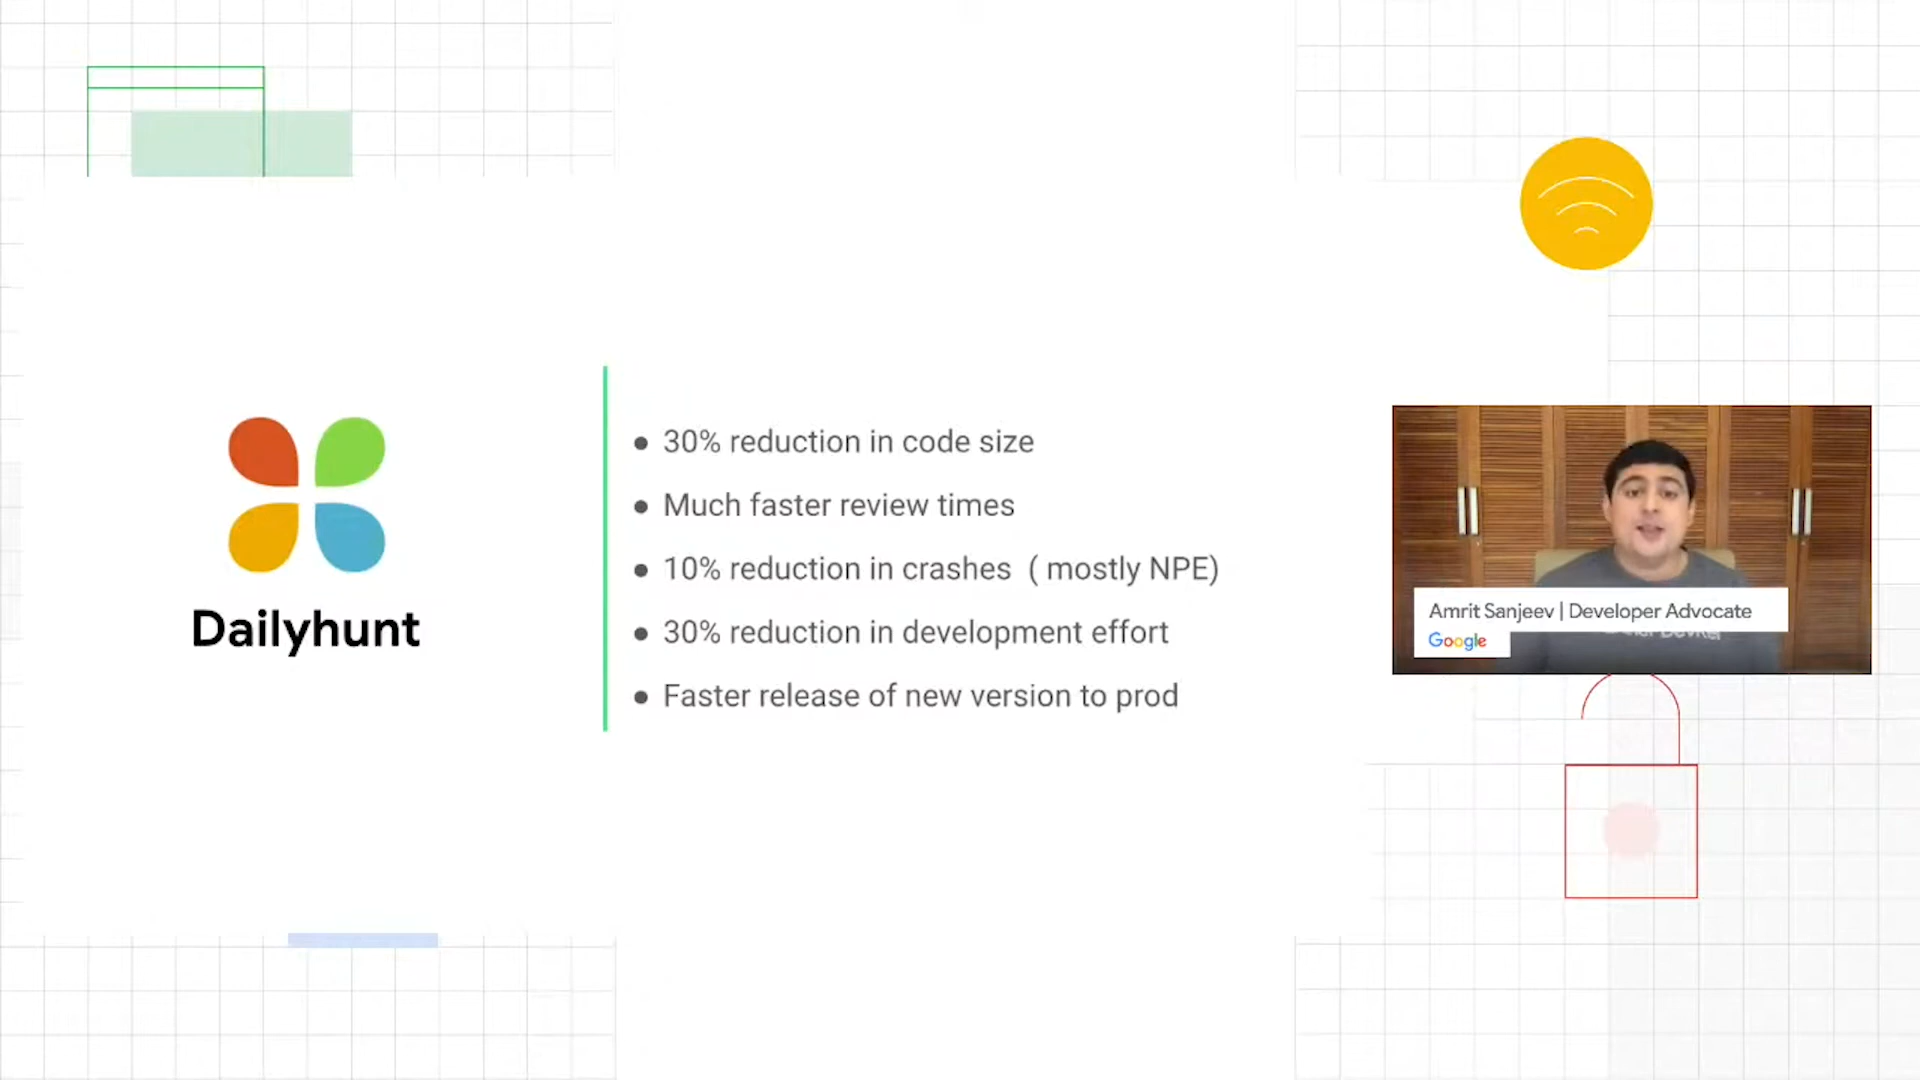 Dailyhunt
30% reduction in code size
Much faster review times
10% reduction in crashes ( mostly NPE)
30% reduction in development effort
Faster release of new version to prod
Amrit Sanjeev | Developer Advocate
Google